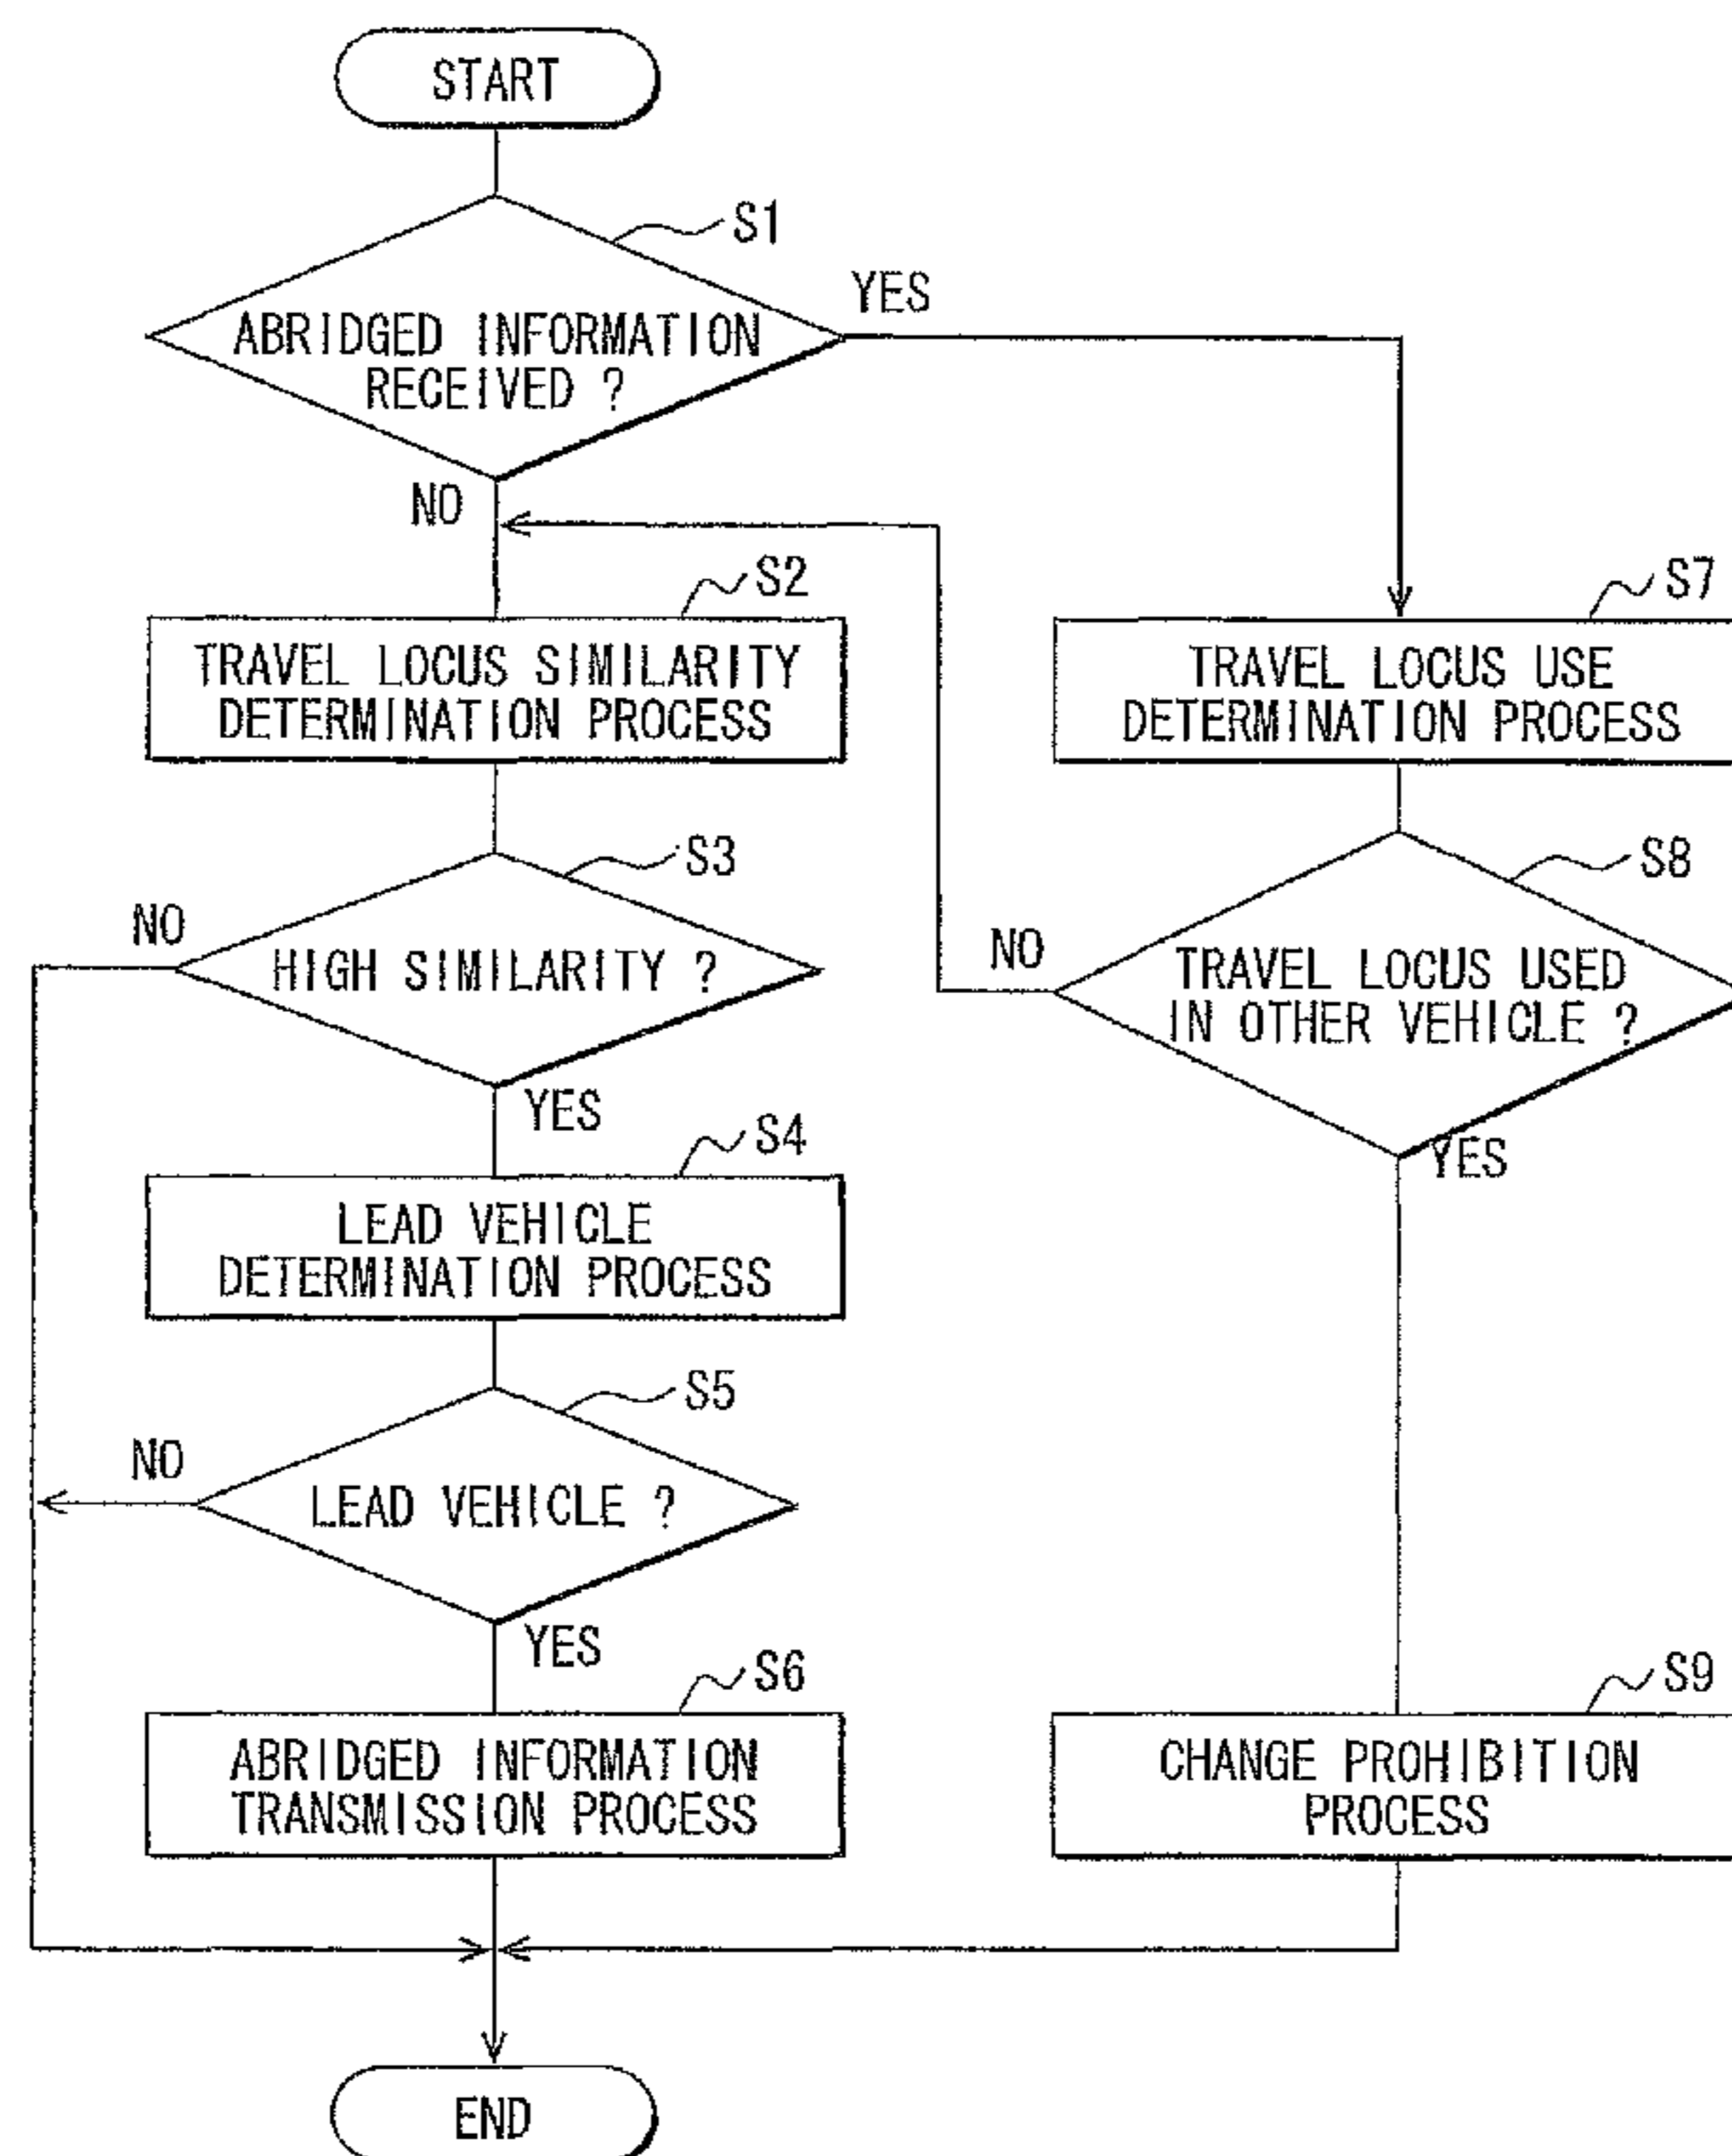 START
S1
YES
ABRIDGED INFORMATION
RECEIVED ?
NO
S2
TRAVEL LOCUS SIMILARITY
DETERMINATION PROCESS
S7
TRAVEL LOCUS USE
DETERMINATION PROCESS
S3
NO
HIGH SIMILARITY ?
YES
S8
NO
TRAVEL LOCUS USED
IN OTHER VEHICLE ?
YES
S4
LEAD VEHICLE
DETERMINATION PROCESS
S5
NO
LEAD VEHICLE ?
YES
S6
ABRIDGED INFORMATION
TRANSMISSION PROCESS
S9
CHANGE PROHIBITION
PROCESS
END